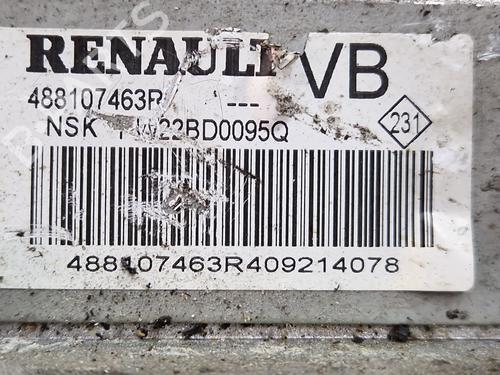 RENAULT VB
488107463R ---
NSK 22BD0095Q
231
488107463R409214078